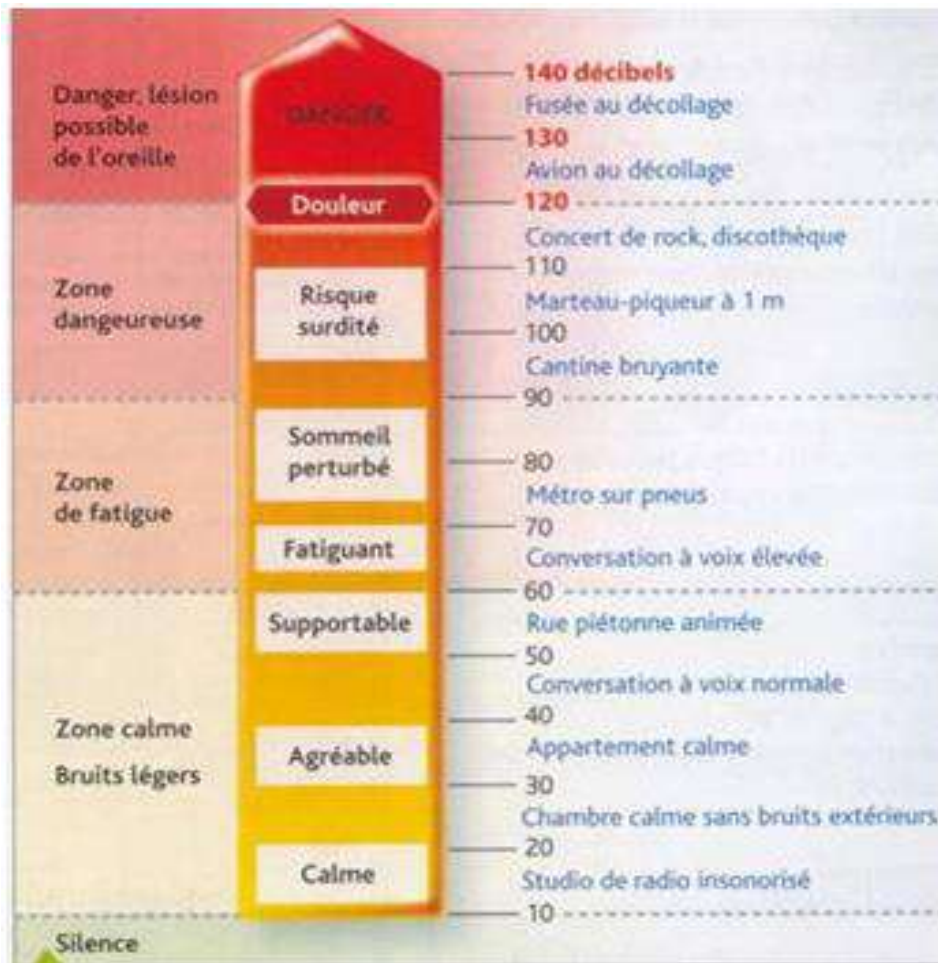 Danger, lésion
possible
de l'oreille
DANGER
140 décibels
Fusée au décollage
130
Avion au décollage
Douleur
120
Zone
dangeureuse
Risque
surdité
Concert de rock, discothèque
110
Marteau-piqueur à 1 m
100
Cantine bruyante
90
Zone
de fatigue
Sommeil
perturbé
80
Métro sur pneus
70
Fatiguant
Conversation à voix élevée
60
Zone calme
Bruits légers
Supportable
Rue piétonne animée
50
Conversation à voix normale
40
Agréable
Appartement calme
30
Chambre calme sans bruits extérieurs
20
Calme
Studio de radio insonorisé
10
Silence